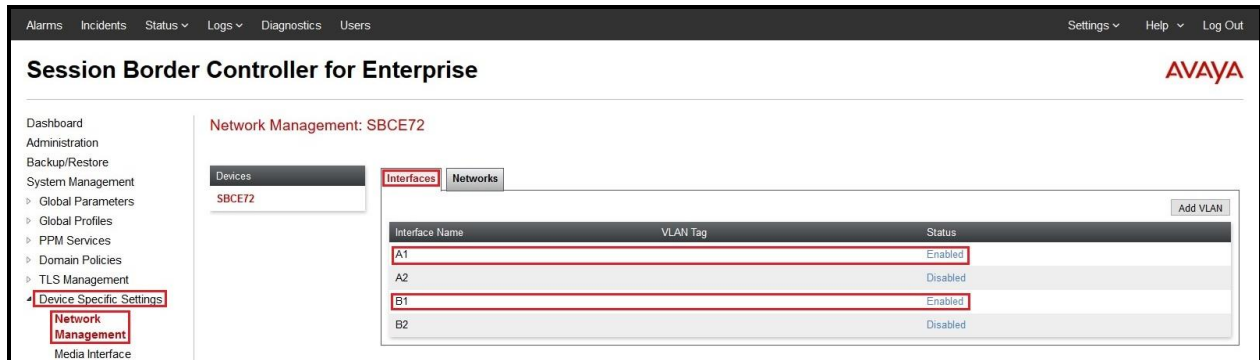 Alarms Incidents Status Logs Diagnostics Users Settings Help Log Out
Session Border Controller for Enterprise
AVAYA
Dashboard
Administration
Backup/Restore
System Management
Global Parameters
Global Profiles
PPM Services
Domain Policies
TLS Management
Device Specific Settings
Network
Management
Media Interface
Network Management: SBCE72
Devices
SBCE72
Interfaces Networks
Add VLAN
Interface Name VLAN Tag Status
A1 Enabled
A2 Disabled
B1 Enabled
B2 Disabled